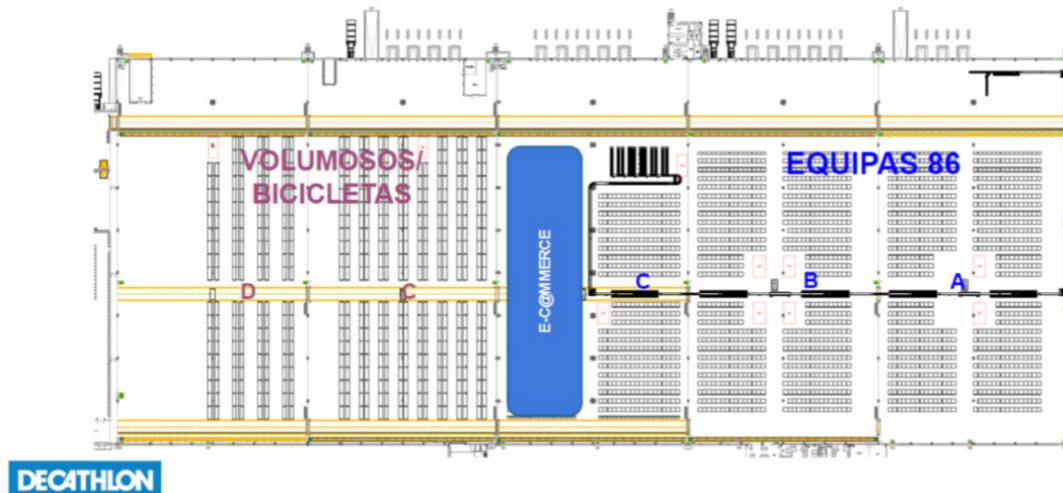 VOLUMOSOS/
BICICLETAS
EQUIPAS 86
E-C@MMERCE
D
C
C
B
A
DECATHLON